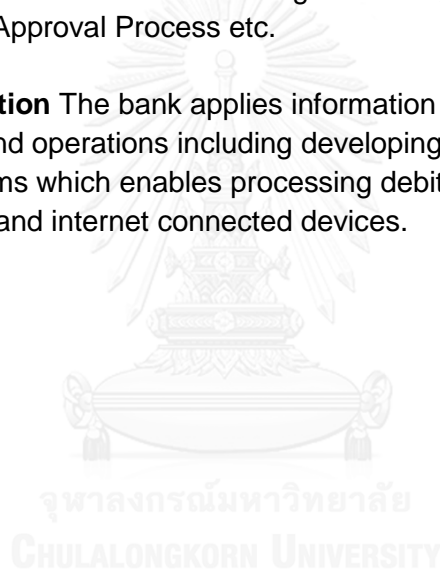 Approval Process etc.
tion The bank applies information
nd operations including developing
ms which enables processing debit
and internet connected devices.
จุฬาลงกรณ์มหาวิทยาลัย
CHULALONGKORN UNIVERSITY